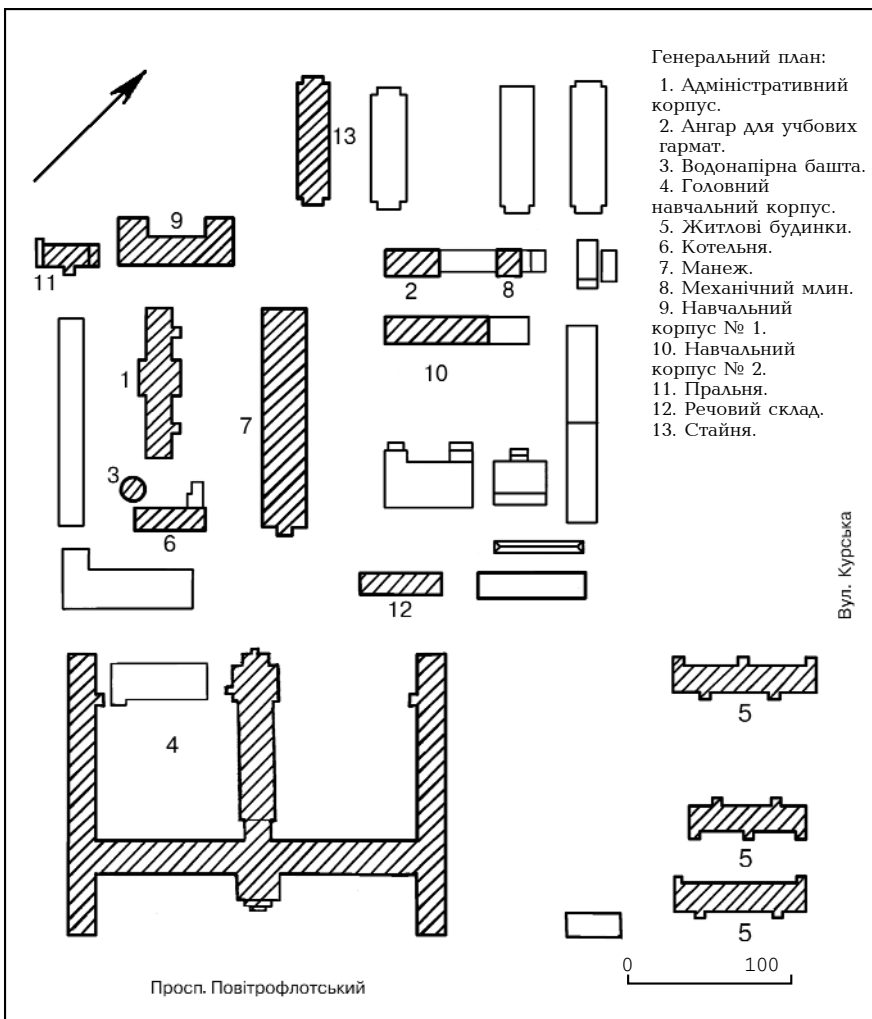 Генеральний план:
1. Адміністративний
корпус.
2. Ангар для учбових
гармат.
3. Водонапірна башта.
4. Головний
навчальний корпус.
5. Житлові будинки.
6. Котельня.
7. Манеж.
8. Механічний млин.
9. Навчальний
корпус № 1.
10. Навчальний
корпус № 2.
11. Пральня.
12. Речовий склад.
13. Стайня.
13
9
11
2
8
1
10
7
3
6
12
Вул. Курська
5
4
5
5
0 100
Просп. Повітрофлотський